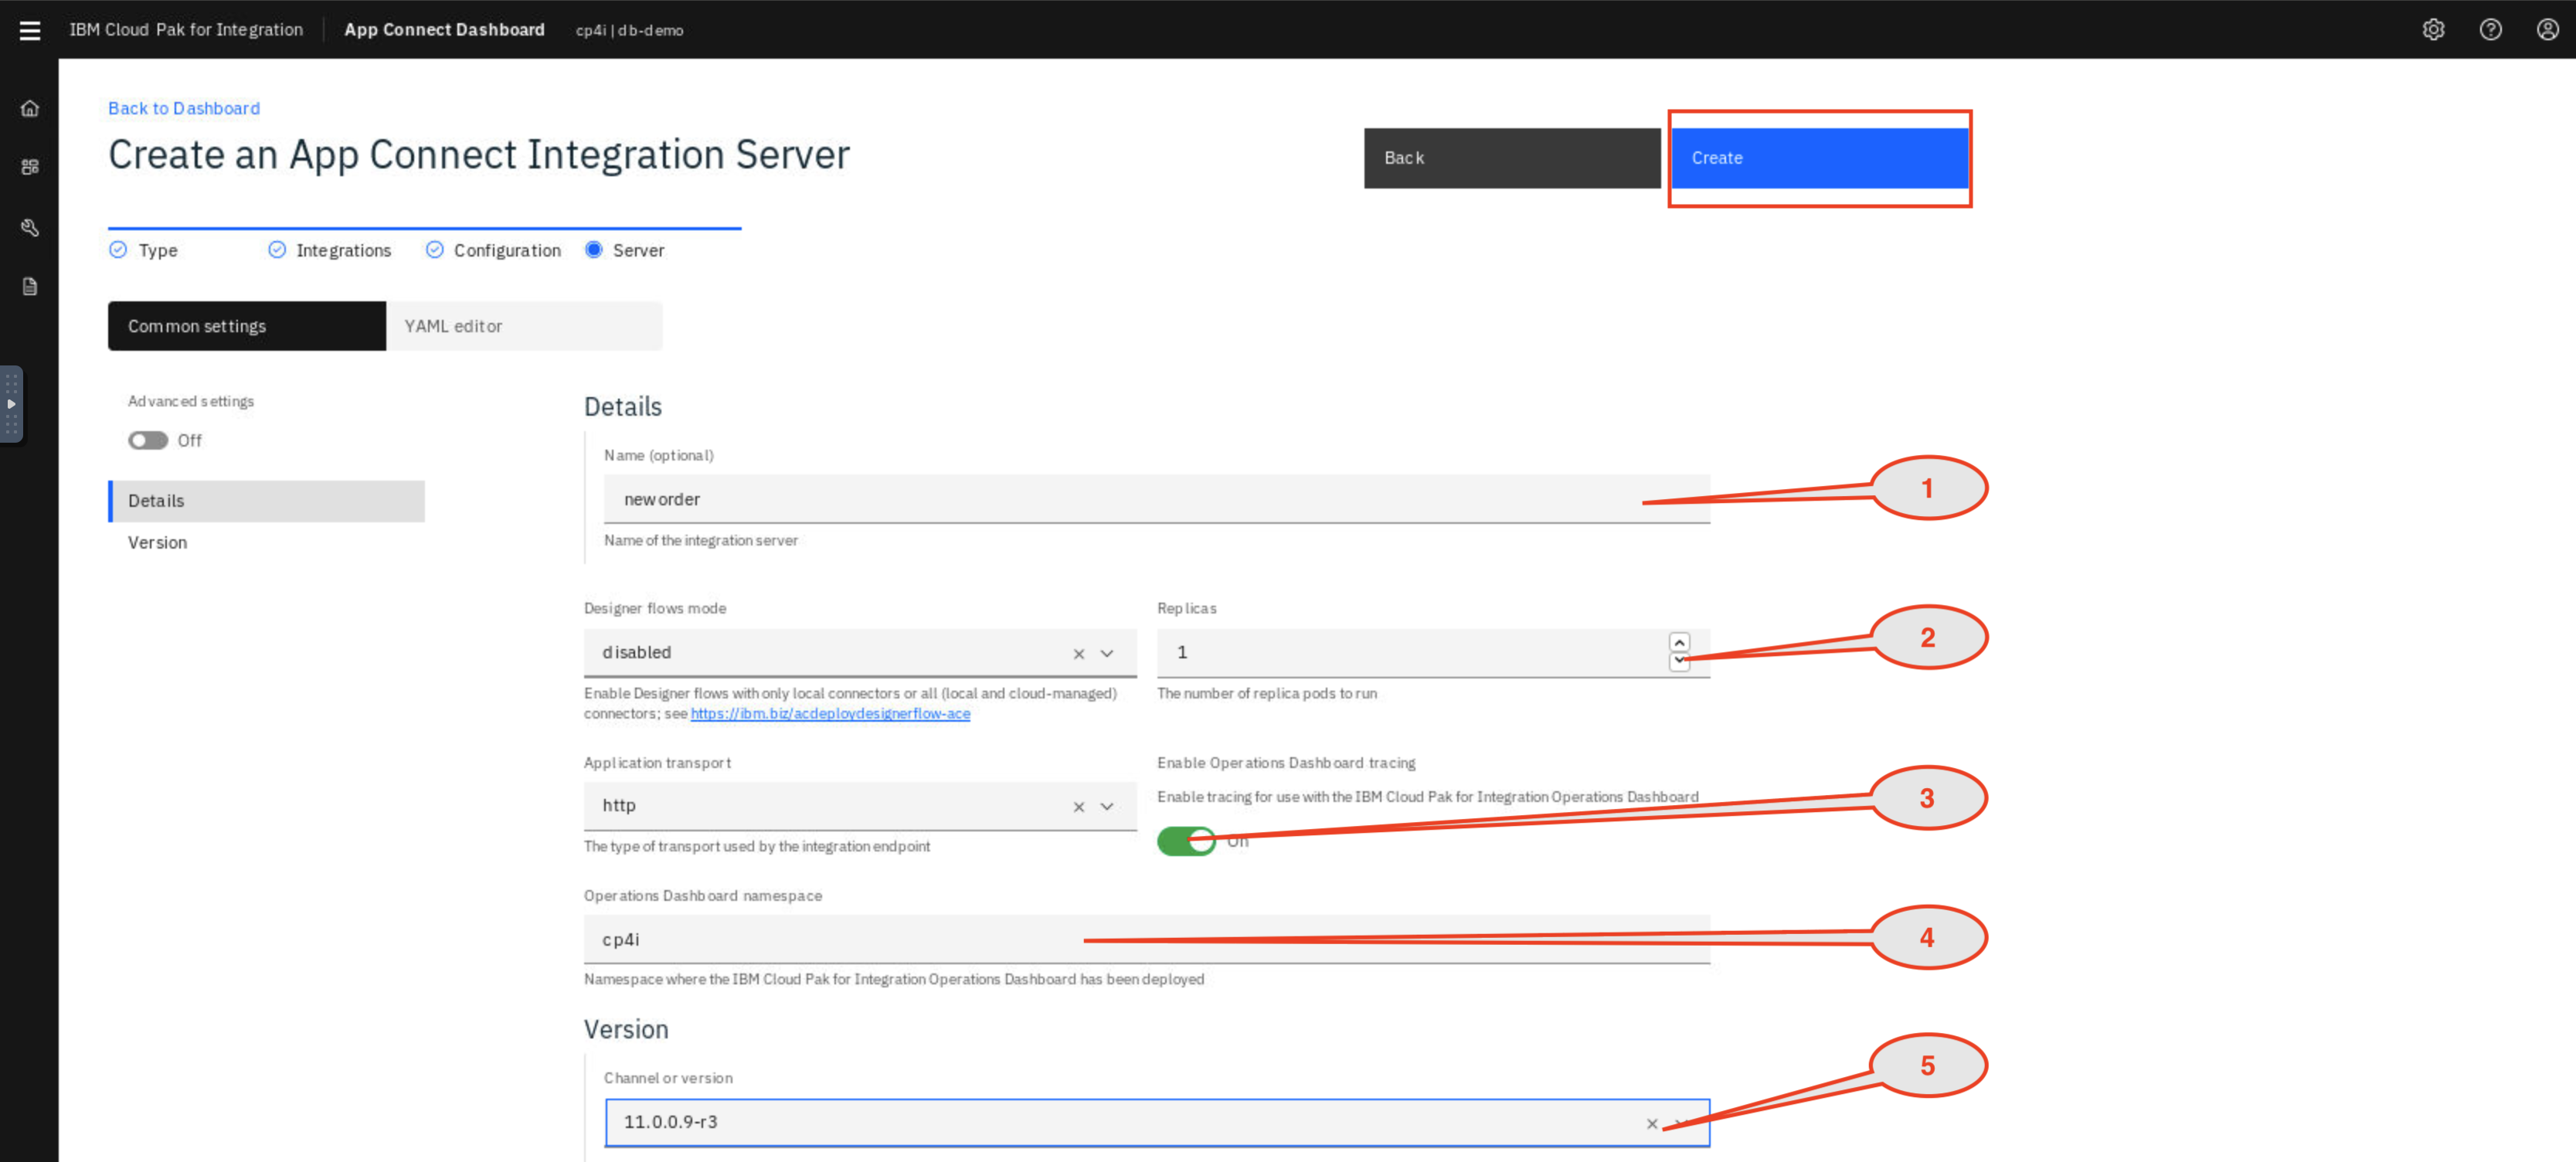 IBM Cloud Pak for Integration App Connect Dashboard cp4i | db-demo
Back to Dashboard
Create an App Connect Integration Server
Back
Create
Type Integrations Configuration Server
Common settings YAML editor
Advanced settings
Off
Details
Version
Details
Name (optional)
neworder
1
Name of the integration server
Designer flows mode
disabled
Enable Designer flows with only local connectors or all (local and cloud-managed)
connectors; see https://ibm.biz/acdeploydesignerflow-ace
Replicas
1
2
The number of replica pods to run
Application transport
http
The type of transport used by the integration endpoint
Enable Operations Dashboard tracing
Enable tracing for use with the IBM Cloud Pak for Integration Operations Dashboard
3
On
Operations Dashboard namespace
cp4i
4
Namespace where the IBM Cloud Pak for Integration Operations Dashboard has been deployed
Version
Channel or version
5
11.0.0.9-r3